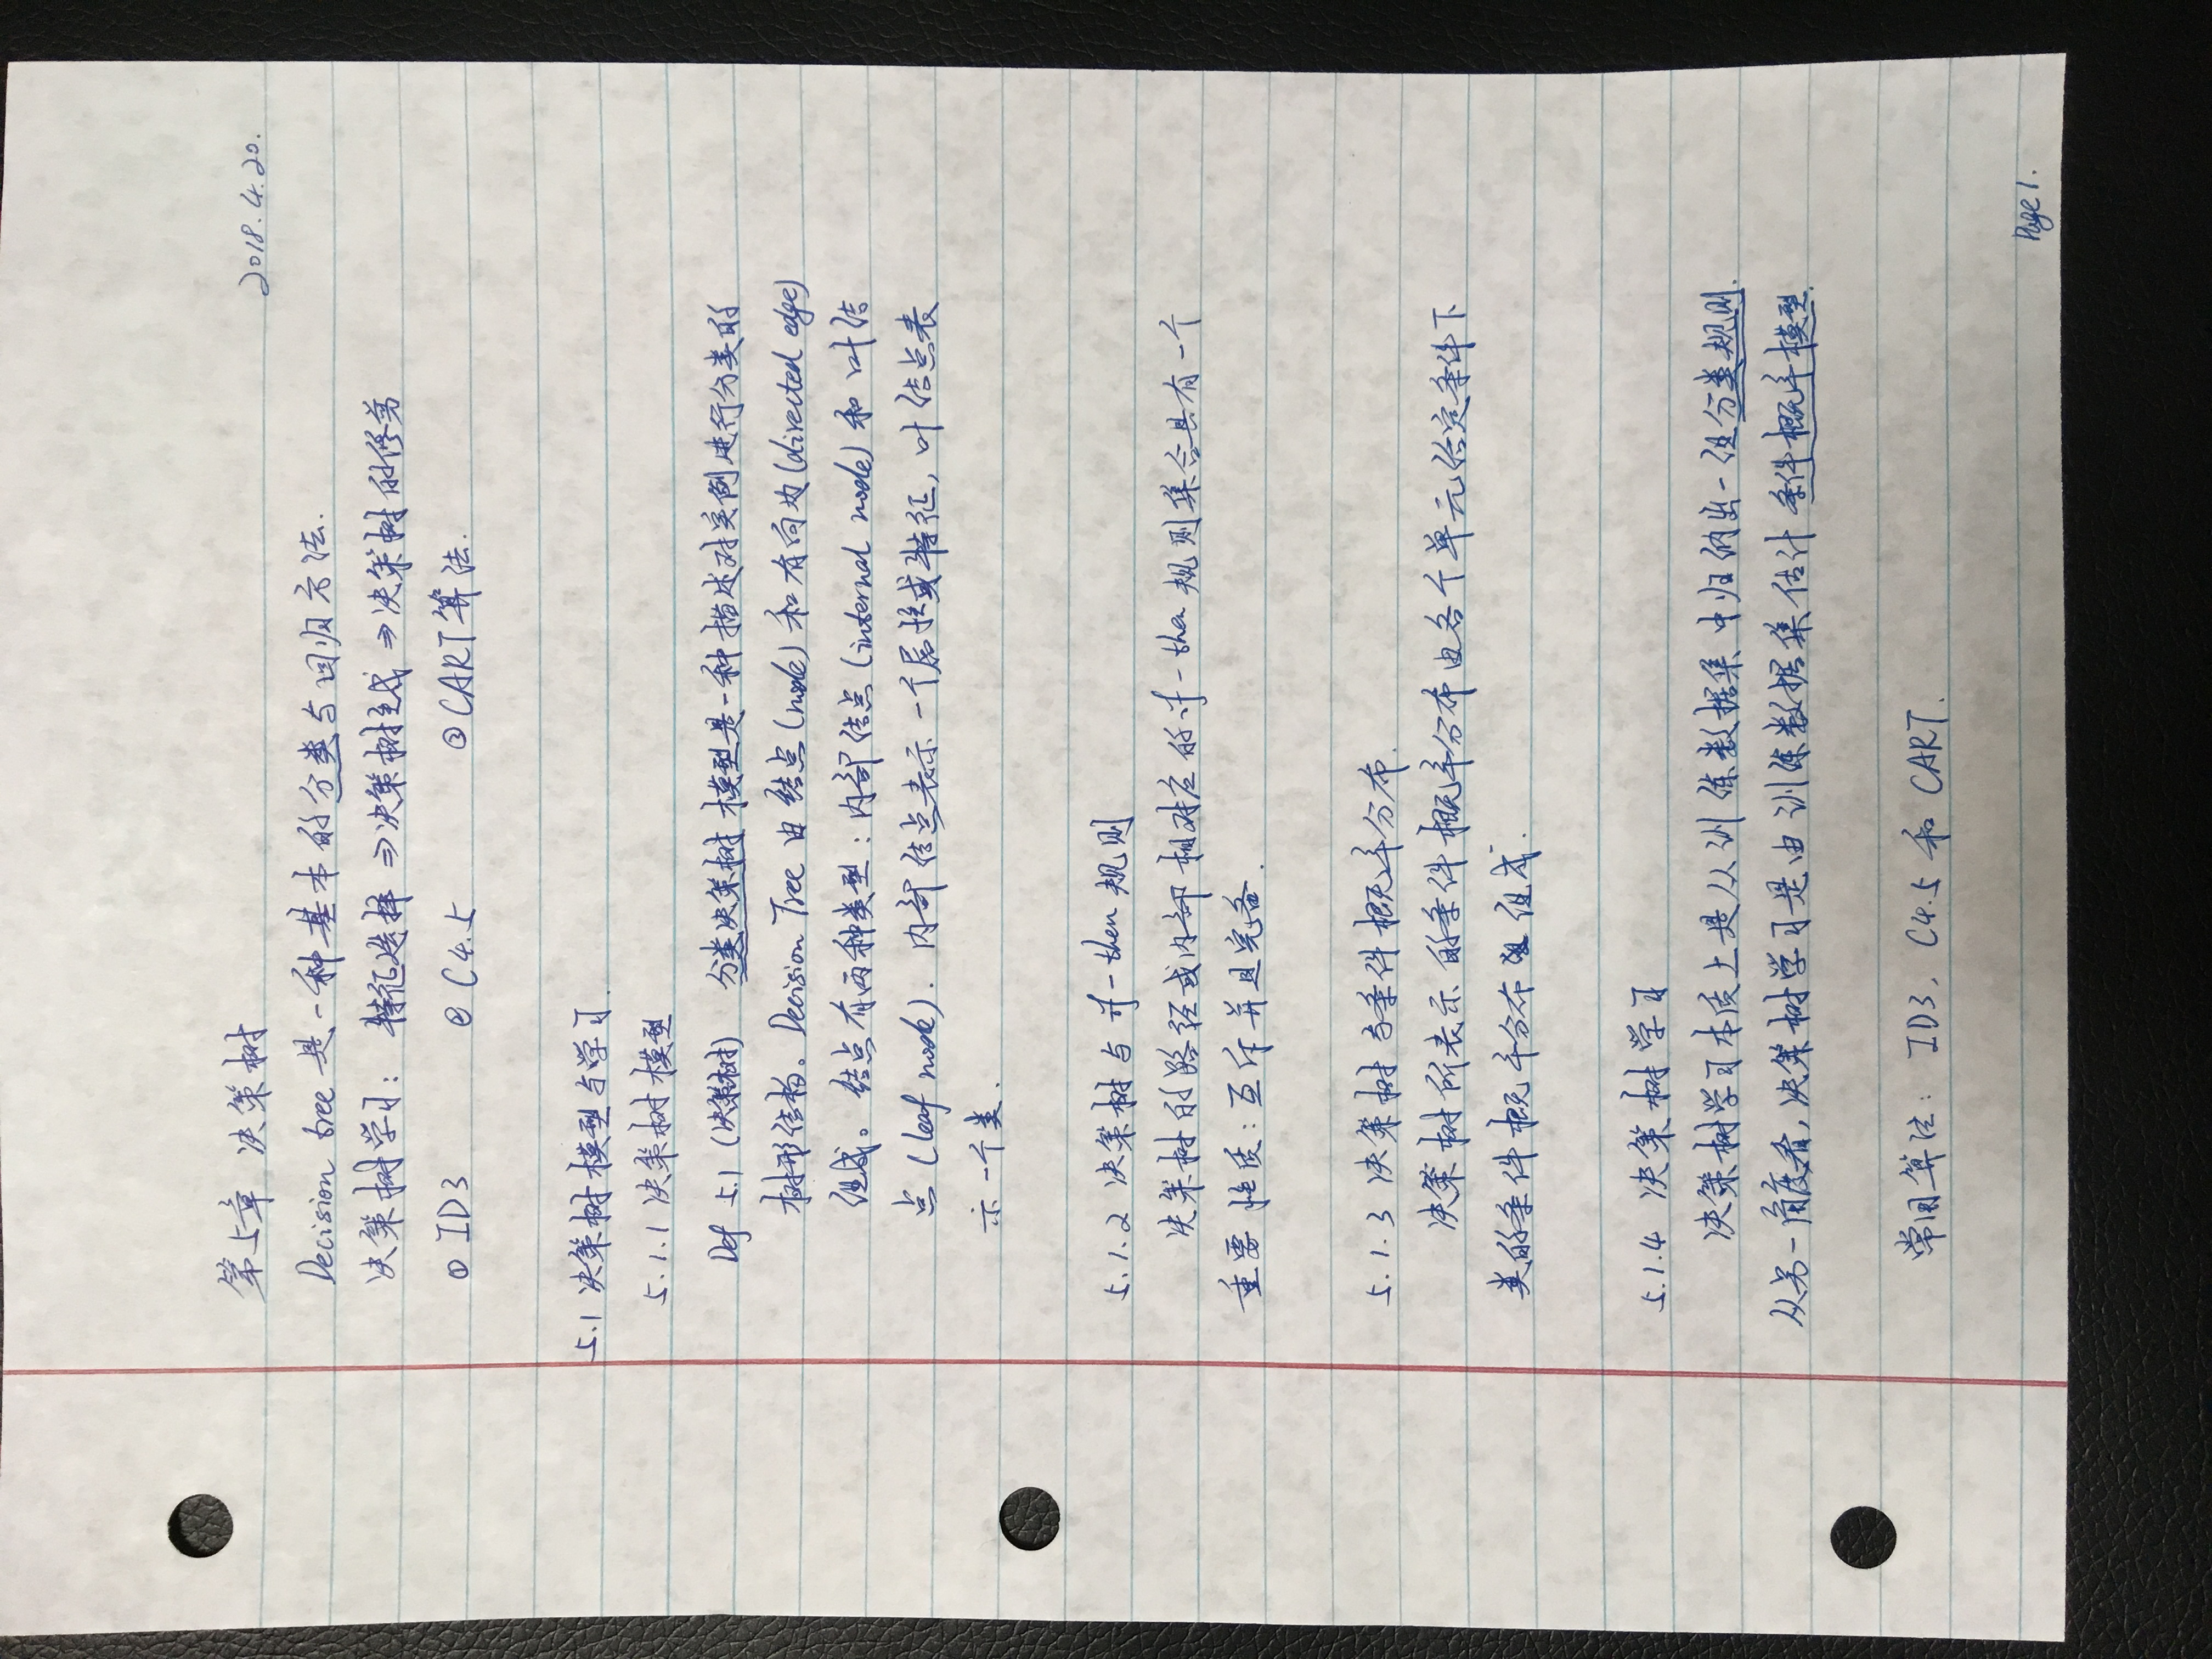 第5章 决策树
2018.4.20.
Decision tree 是一种基本的分类与回归方法.
决策树学习: 特征选择 ⇒决策树生成 ⇒决策树的修剪
① ID3 ② C4.5 ③ CART算法.
5.1 决策树模型与学习.
5.1.1 决策树模型
Def 5.1 (决策树) 分类决策树模型是一种描述对实例进行分类的
树形结构。Decision Tree 由结点(node)和有向边(directed edge)
组成。结点有两种类型: 内部结点(internal node)和叶结
点(leaf node). 内部结点表示一个属性或特征, 叶结点表
示一个类.
5.1.2 决策树与if-then规则
决策树的路径或内部相对应的if-then规则集合具有一个
重要性质: 互斥并且完备.
5.1.3 决策树与条件概率分布.
决策树所表示的条件概率分布由各个单元给定条件下
类的条件概率分布组成.
5.1.4 决策树学习
决策树学习本质上是从训练数据集中归纳出一组分类规则.
从另一角度看, 决策树学习是由训练数据集估计条件概率模型.
常用算法: ID3, C4.5 和 CART.
Page 1.